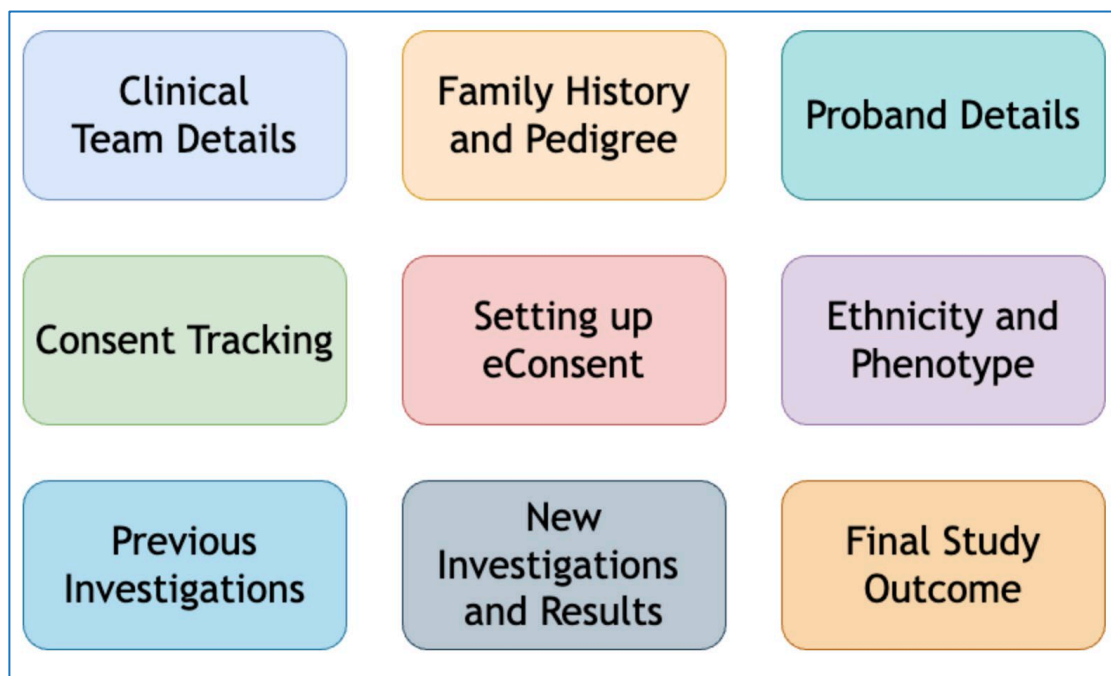 Clinical
Team Details
Family History
and Pedigree
Proband Details
Consent Tracking
Setting up
eConsent
Ethnicity and
Phenotype
Previous
Investigations
New
Investigations
and Results
Final Study
Outcome